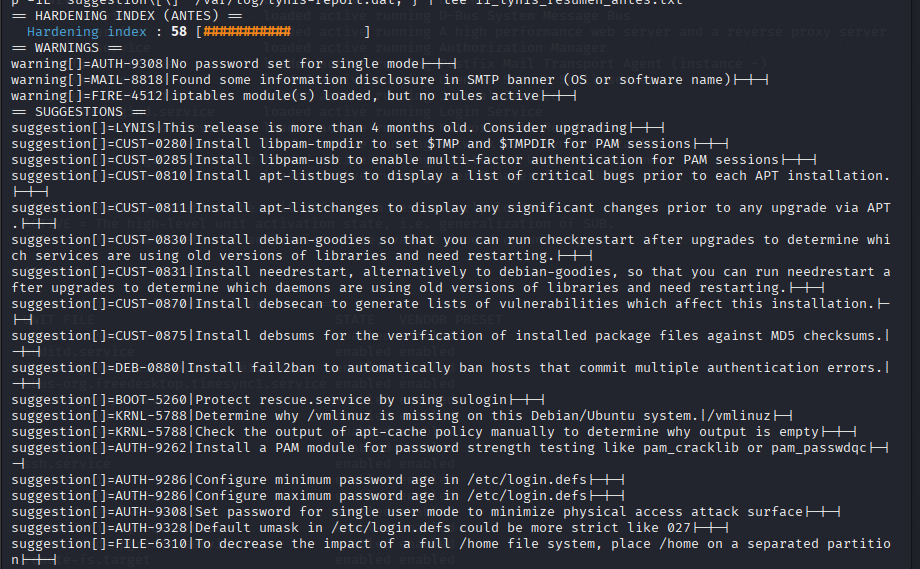 == HARDENING INDEX (ANTES) ==
Hardening index : 58 [########### ]
== WARNINGS ==
warning[]=AUTH-9308|No password set for single mode|-|-|
warning[]=MAIL-8818|Found some information disclosure in SMTP banner (OS or software name)|-|-|
warning[]=FIRE-4512|iptables module(s) loaded, but no rules active|-|-|
== SUGGESTIONS ==
suggestion[]=LYNIS|This release is more than 4 months old. Consider upgrading|-|-|
suggestion[]=CUST-0280|Install libpam-tmpdir to set $TMP and $TMPDIR for PAM sessions|-|-|
suggestion[]=CUST-0285|Install libpam-usb to enable multi-factor authentication for PAM sessions|-|-|
suggestion[]=CUST-0810|Install apt-listbugs to display a list of critical bugs prior to each APT installation.
|-|-|
suggestion[]=CUST-0811|Install apt-listchanges to display any significant changes prior to any upgrade via APT
.|-|-|
suggestion[]=CUST-0830|Install debian-goodies so that you can run checkrestart after upgrades to determine whi
ch services are using old versions of libraries and need restarting.|-|-|
suggestion[]=CUST-0831|Install needrestart, alternatively to debian-goodies, so that you can run needrestart a
fter upgrades to determine which daemons are using old versions of libraries and need restarting.|-|-|
suggestion[]=CUST-0870|Install debsecan to generate lists of vulnerabilities which affect this installation.|-
|-|
suggestion[]=CUST-0875|Install debsums for the verification of installed package files against MD5 checksums.|
-|-|
suggestion[]=DEB-0880|Install fail2ban to automatically ban hosts that commit multiple authentication errors.|
-|-|
suggestion[]=BOOT-5260|Protect rescue.service by using sulogin|-|-|
suggestion[]=KRNL-5788|Determine why /vmlinuz is missing on this Debian/Ubuntu system.|/vmlinuz|-|
suggestion[]=KRNL-5788|Check the output of apt-cache policy manually to determine why output is empty|-|-|
suggestion[]=AUTH-9262|Install a PAM module for password strength testing like pam_cracklib or pam_passwdqc|-|
-|
suggestion[]=AUTH-9286|Configure minimum password age in /etc/login.defs|-|-|
suggestion[]=AUTH-9286|Configure maximum password age in /etc/login.defs|-|-|
suggestion[]=AUTH-9308|Set password for single user mode to minimize physical access attack surface|-|-|
suggestion[]=AUTH-9328|Default umask in /etc/login.defs could be more strict like 027|-|-|
suggestion[]=FILE-6310|To decrease the impact of a full /home file system, place /home on a separated partitio
n|-|-|